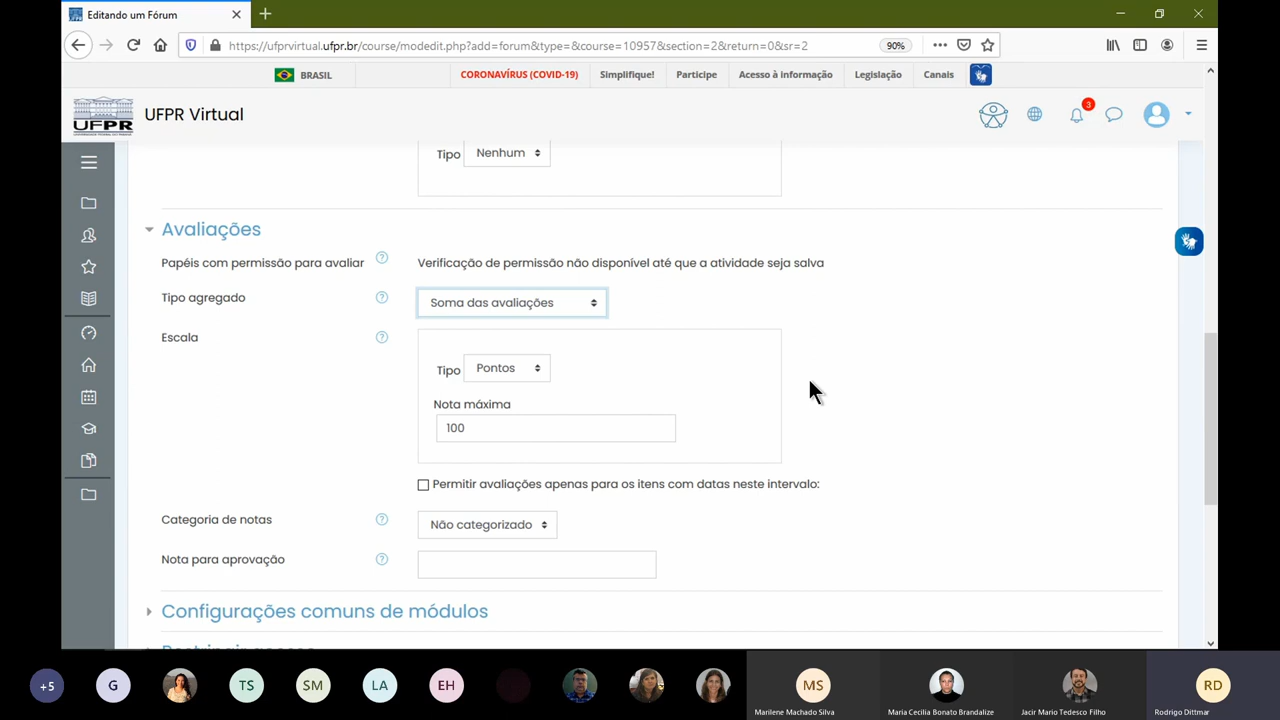 Editando um Fórum
https://ufprvirtual.ufpr.br/course/modedit.php?add=forum&type=&course=10957&section=2&return=0&sr=2
90%
BRASIL
CORONAVÍRUS (COVID-19)
Simplifique!
Participe
Acesso à informação
Legislação
Canais
UFPR
UFPR Virtual
3
Tipo
Nenhum
Avaliações
Papéis com permissão para avaliar
Verificação de permissão não disponível até que a atividade seja salva
Tipo agregado
Soma das avaliações
Escala
Tipo
Pontos
Nota máxima
100
Permitir avaliações apenas para os itens com datas neste intervalo:
Categoria de notas
Não categorizado
Nota para aprovação
Configurações comuns de módulos
Restringir acesso
+5
G
TS
SM
LA
EH
MS
RD
Marilene Machado Silva
Maria Cecilia Bonato Brandalize
Jacir Mario Tedesco Filho
Rodrigo Dittmar